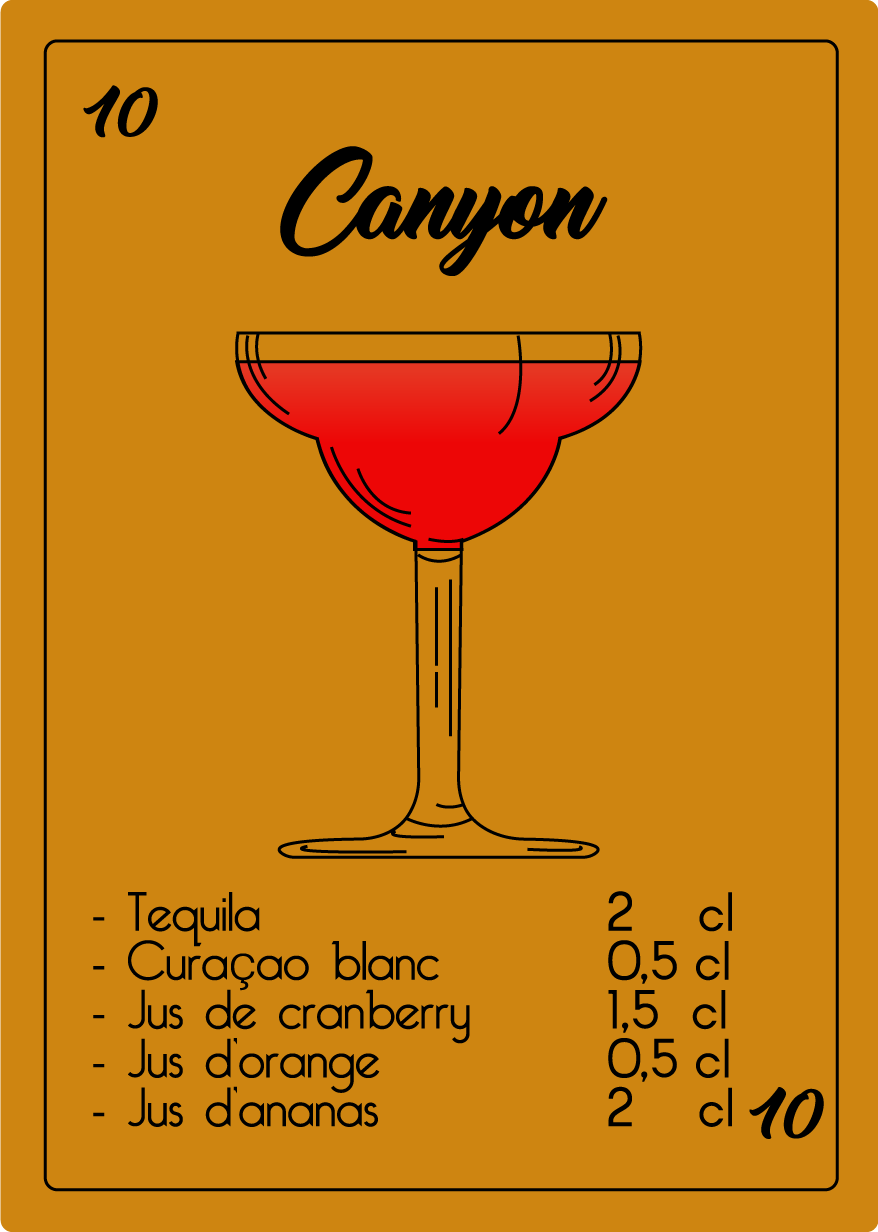 10
Canyon
- Tequila 2 cl
- Curaçao blanc 0,5 cl
- Jus de cranberry 1,5 cl
- Jus d'orange 0,5 cl
- Jus d'ananas 2 cl
10